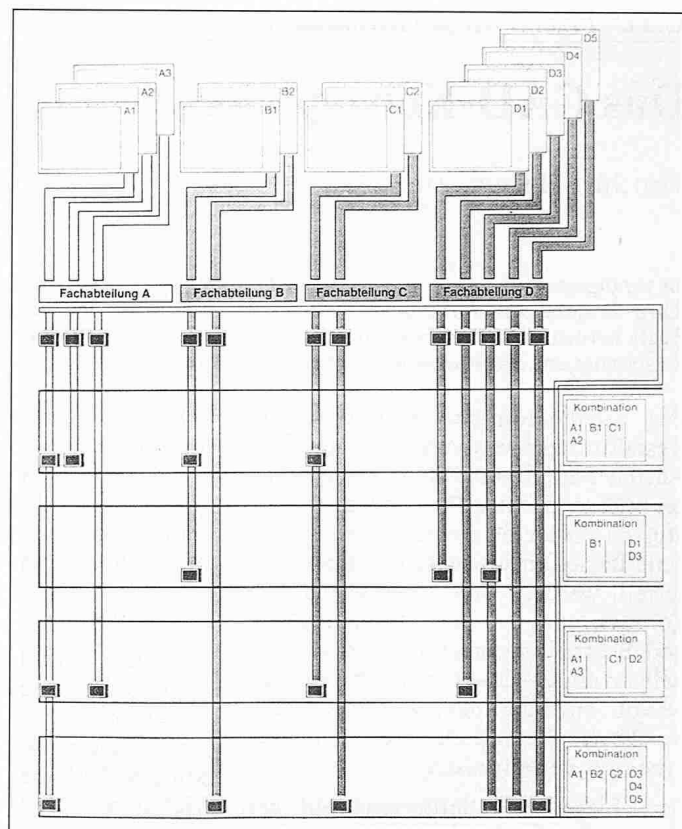 D5
D4
A3 B2 C2 D3
A2 D2
A1 B1 C1 D1
Fachabteilung A Fachabteilung B Fachabteilung C Fachabteilung D
Kombination
A1 B1 C1
A2
Kombination
B1 D1
D3
Kombination
A1 C1 D2
A3
Kombination
A1 B2 C2 D3
D4
D5